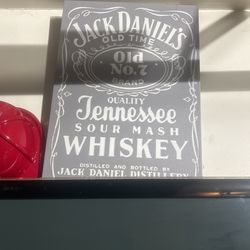 JACK DANIEL'S
OLD TIME
Old
No. 7
BRAND
QUALITY
Tennessee
SOUR MASH
WHISKEY
DISTILLED AND BOTTLED BY
JACK DANIEL DISTILLERY